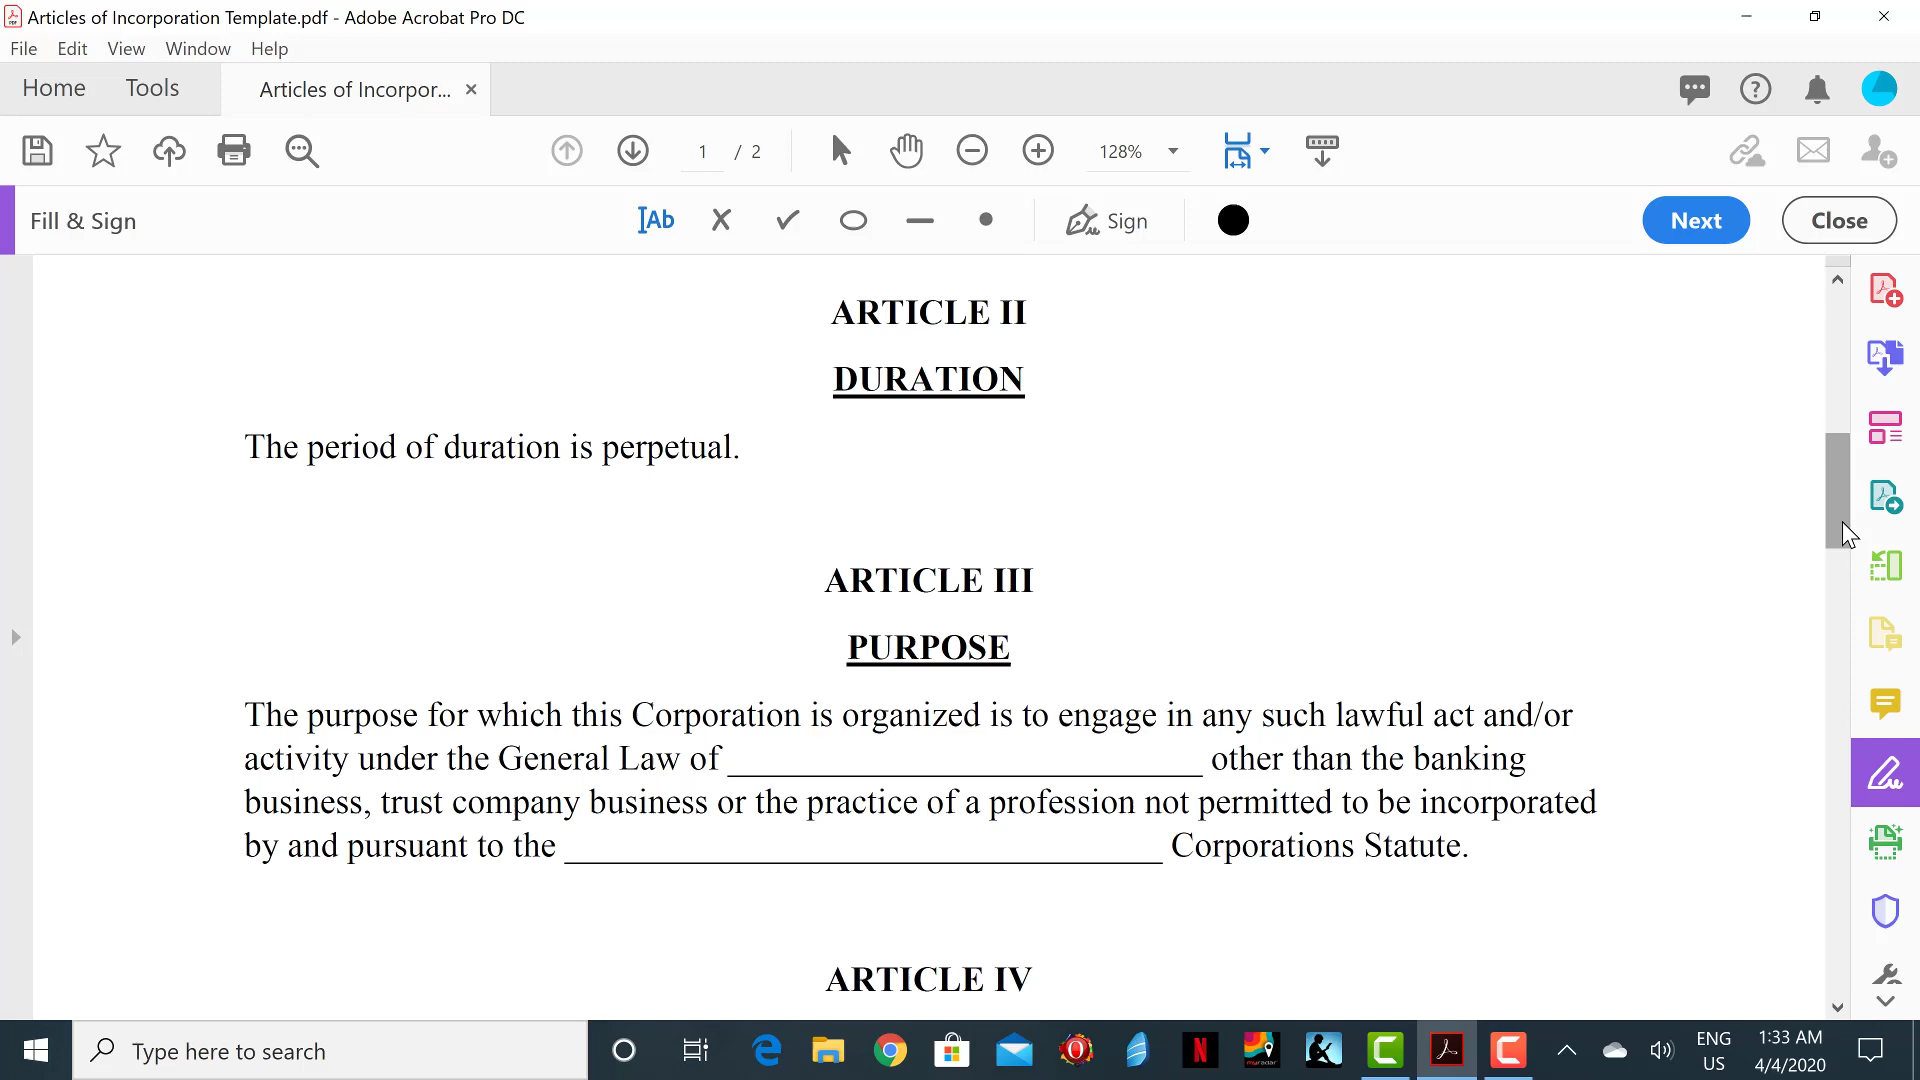 Articles of Incorporation Template.pdf - Adobe Acrobat Pro DC
File Edit View Window Help
Home Tools Articles of Incorpor... ×
1 / 2 128%
Fill & Sign Ab Sign Next Close
ARTICLE II
DURATION
The period of duration is perpetual.
ARTICLE III
PURPOSE
The purpose for which this Corporation is organized is to engage in any such lawful act and/or
activity under the General Law of ____________________________ other than the banking
business, trust company business or the practice of a profession not permitted to be incorporated
by and pursuant to the ___________________________________ Corporations Statute.
ARTICLE IV
Type here to search
ENG
US
1:33 AM
4/4/2020